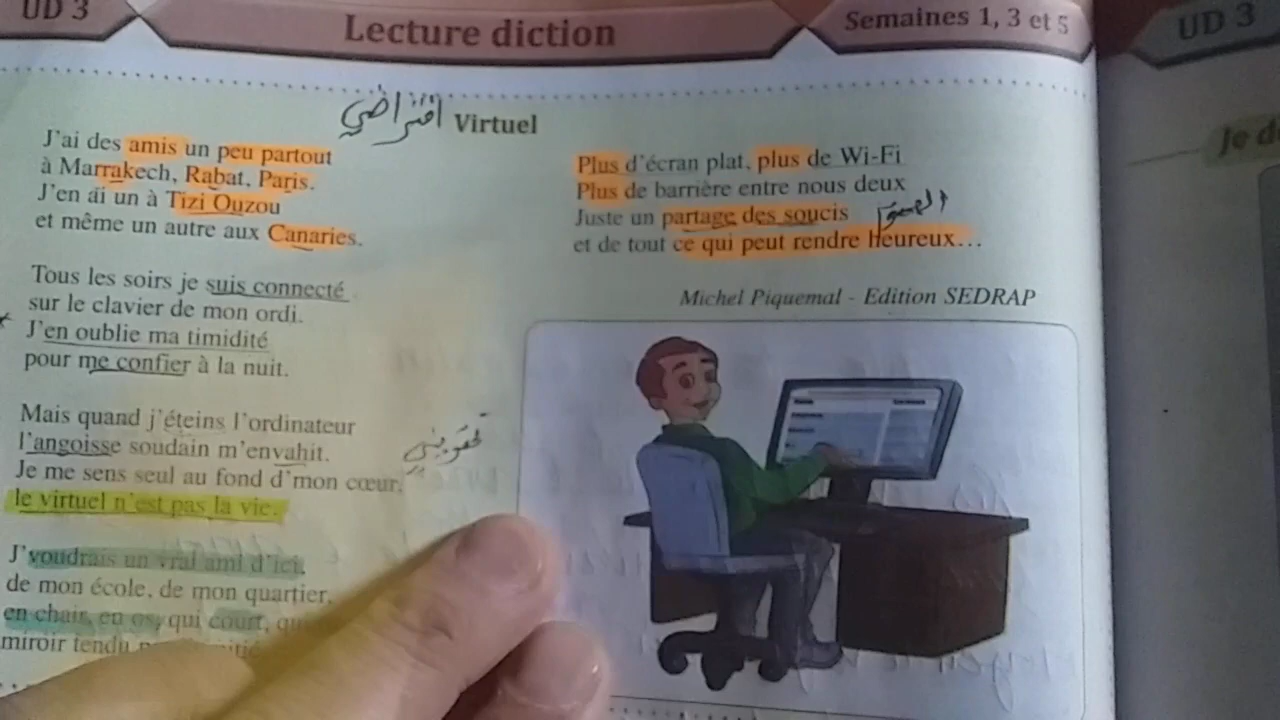 UD 3
Lecture diction
Semaines 1, 3 et 5
UD 3
افتراضي
Virtuel
J'ai des amis un peu partout
à Marrakech, Rabat, Paris.
J'en ai un à Tizi Ouzou
et même un autre aux Canaries.
Tous les soirs je suis connecté
sur le clavier de mon ordi.
J'en oublie ma timidité
pour me confier à la nuit.
Mais quand j'éteins l'ordinateur
l'angoisse soudain m'envahit.
Je me sens seul au fond d'mon cœur,
le virtuel n'est pas la vie.
J'voudrais un vrai ami d'ici,
de mon école, de mon quartier,
en chair, en os, qui court,
miroir tendu
Plus d'écran plat, plus de Wi-Fi
Plus de barrière entre nous deux
Juste un partage des soucis
et de tout ce qui peut rendre heureux...
Michel Piquemal - Edition SEDRAP
Je d